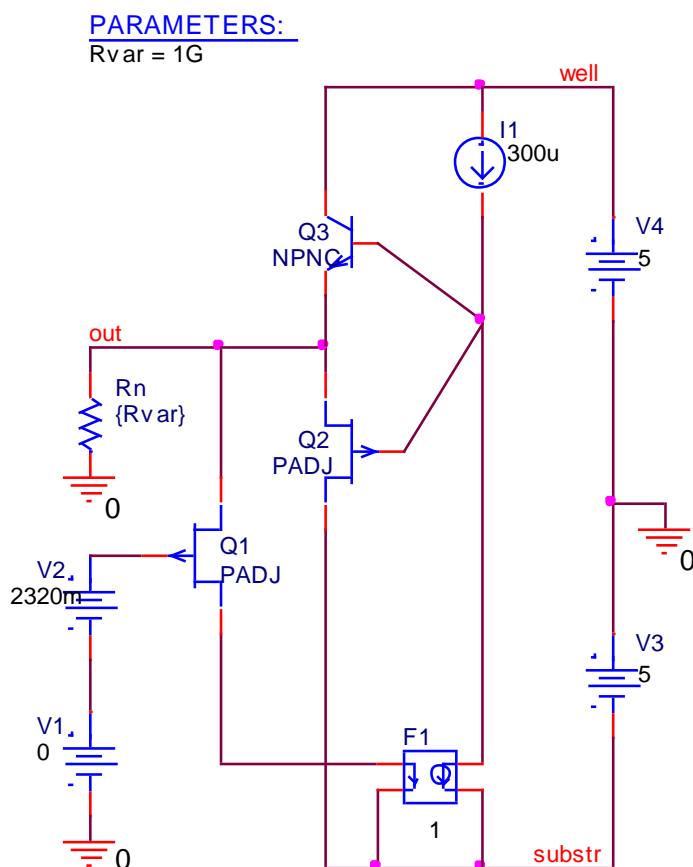 PARAMETERS:
Rvar = 1G
well
I1
300u
Q3
NPNC
V4
5
out
Rn
{Rvar}
Q2
PADJ
0
0
Q1
PADJ
V2
2320m
V3
5
V1
0
F1
1
substr
0